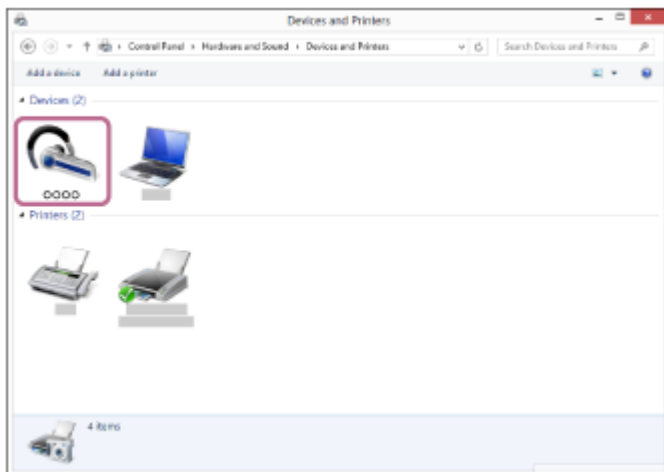 Devices and Printers
Control Panel › Hardware and Sound › Devices and Printers
Search Devices and Printers
Add a device Add a printer
Devices (2)
OOOO
Printers (2)
4 items